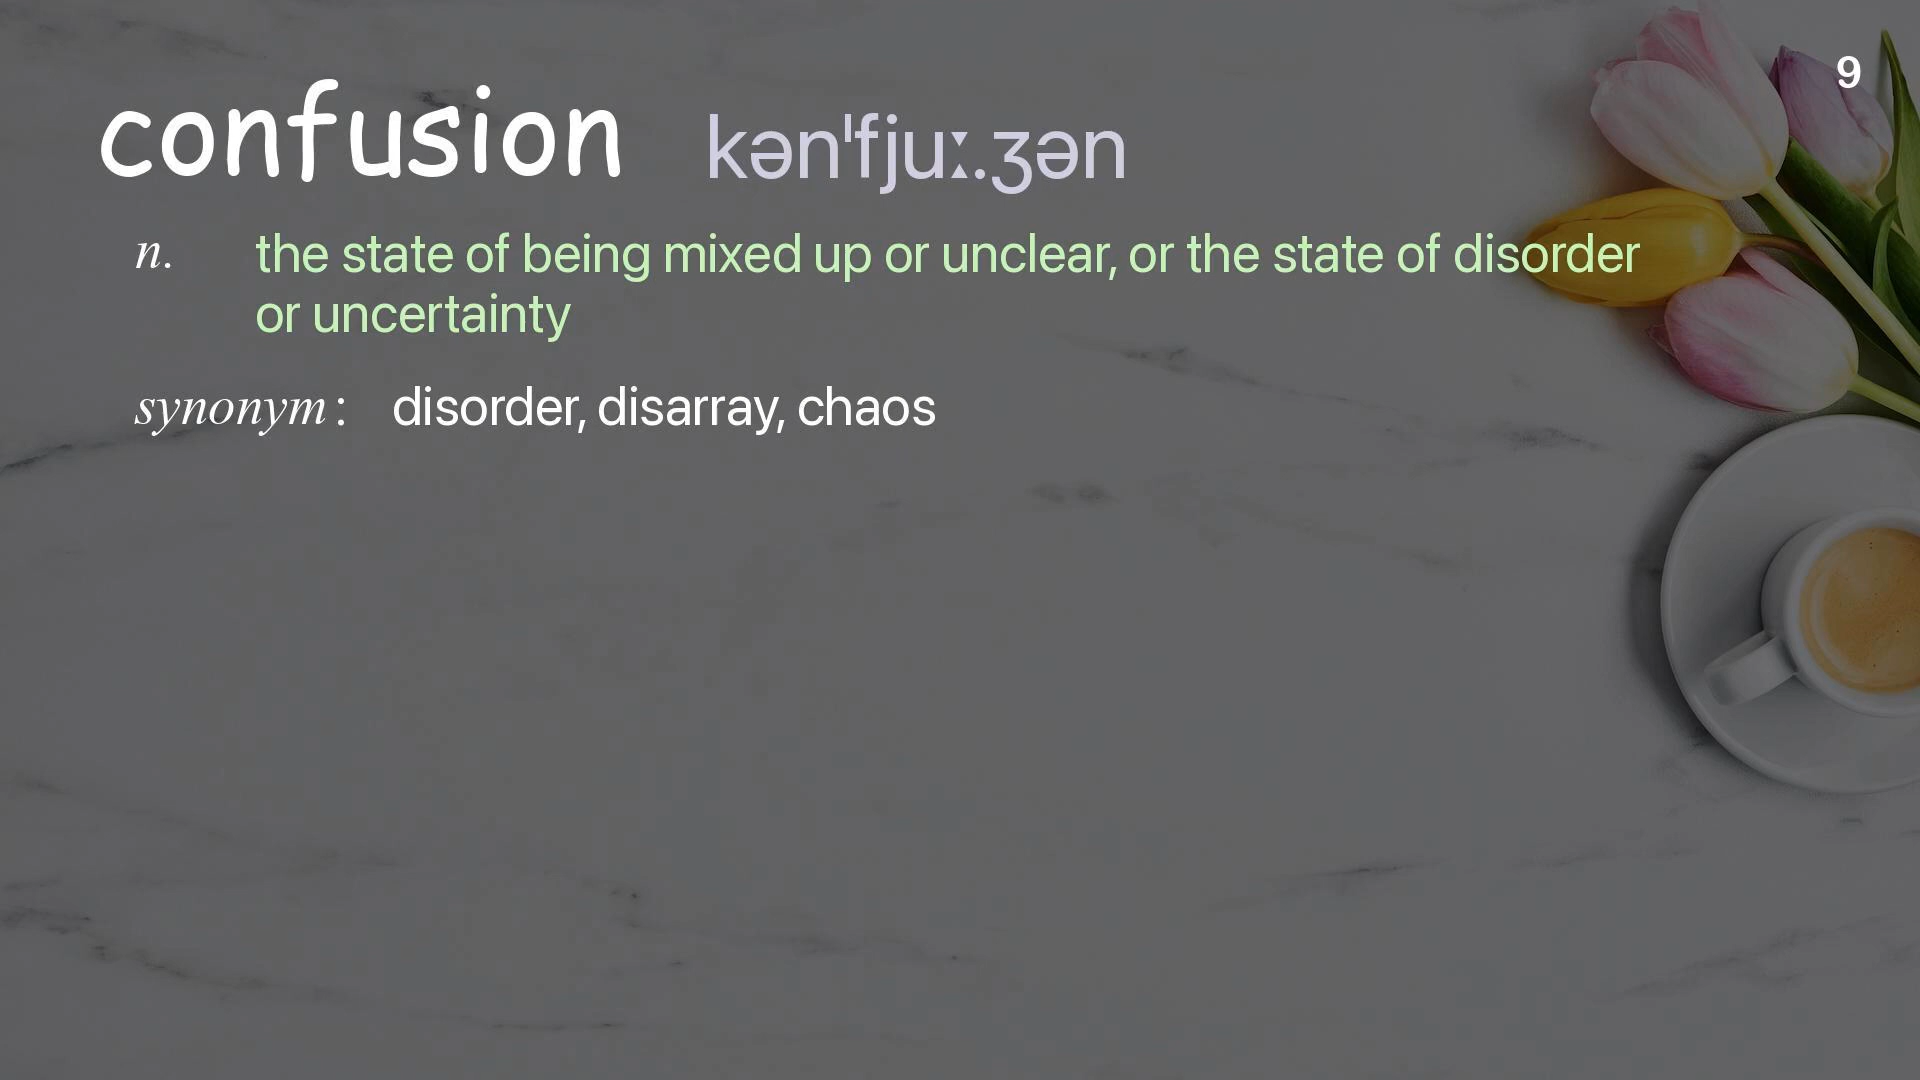 9
confusion kənˈfjuː.ʒən
n. the state of being mixed up or unclear, or the state of disorder
or uncertainty
synonym: disorder, disarray, chaos